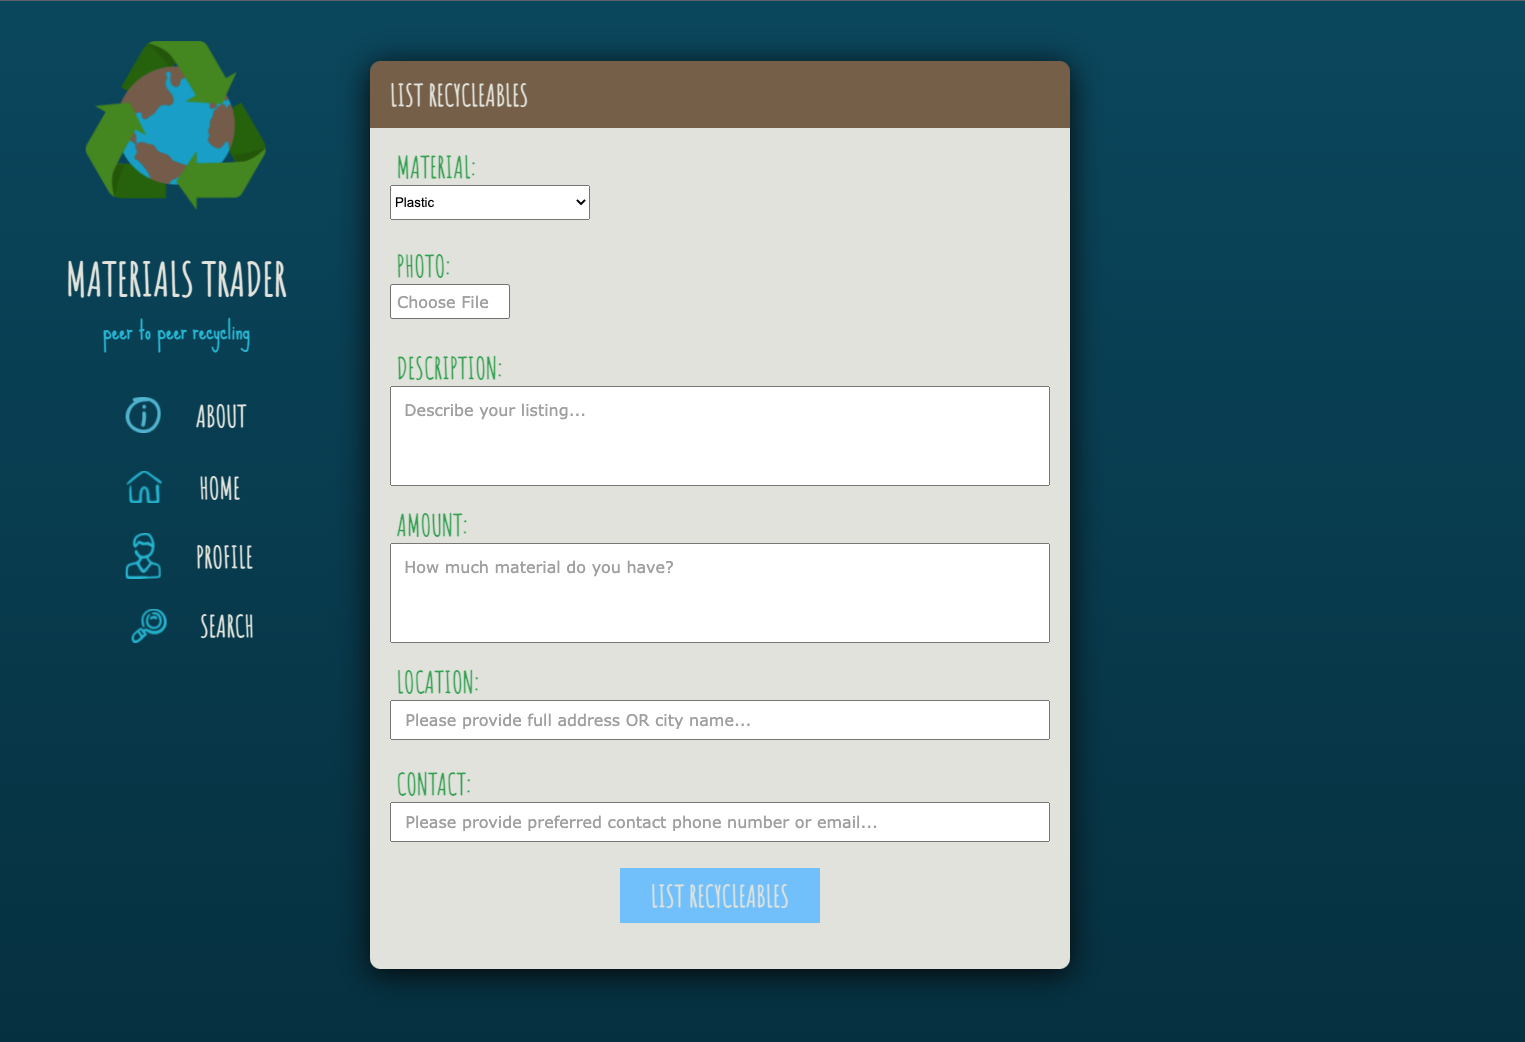 MATERIALS TRADER
peer to peer recycling
ABOUT
HOME
PROFILE
SEARCH
LIST RECYCLEABLES
MATERIAL:
Plastic
PHOTO:
Choose File
DESCRIPTION:
Describe your listing...
AMOUNT:
How much material do you have?
LOCATION:
Please provide full address OR city name...
CONTACT:
Please provide preferred contact phone number or email...
LIST RECYCLEABLES